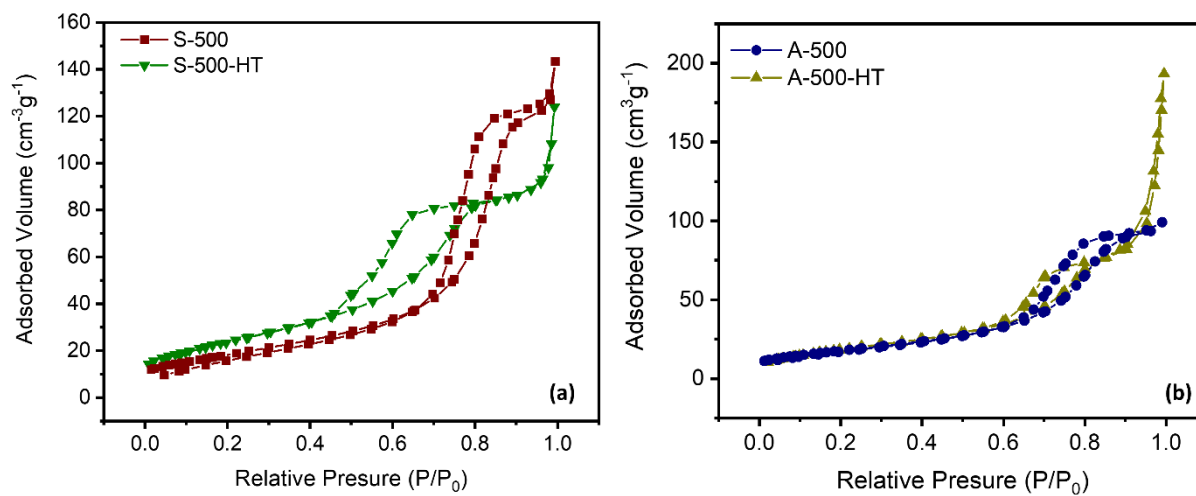 160
140
120
100
80
60
40
20
0
Adsorbed Volume (cm⁻³g⁻¹)
S-500
S-500-HT
(a)
0.0 0.2 0.4 0.6 0.8 1.0
Relative Presure (P/P₀)
200
150
100
50
0
Adsorbed Volume (cm³g⁻¹)
A-500
A-500-HT
(b)
0.0 0.2 0.4 0.6 0.8 1.0
Relative Presure (P/P₀)